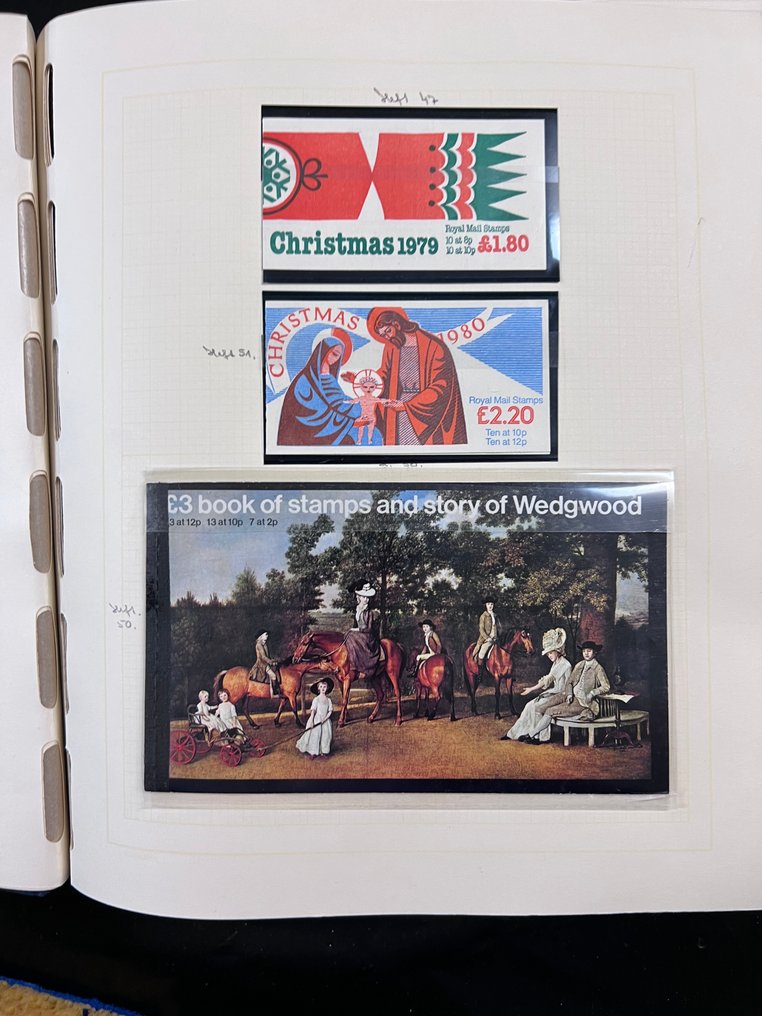 Heft 47
Christmas 1979
Royal Mail Stamps
10 at 8p
10 at 10p
£1.80
Heft 51.
CHRISTMAS 1980
Royal Mail Stamps
£2.20
Ten at 10p
Ten at 12p
£3 book of stamps and story of Wedgwood
3 at 12p 13 at 10p 7 at 2p
Heft.
50.